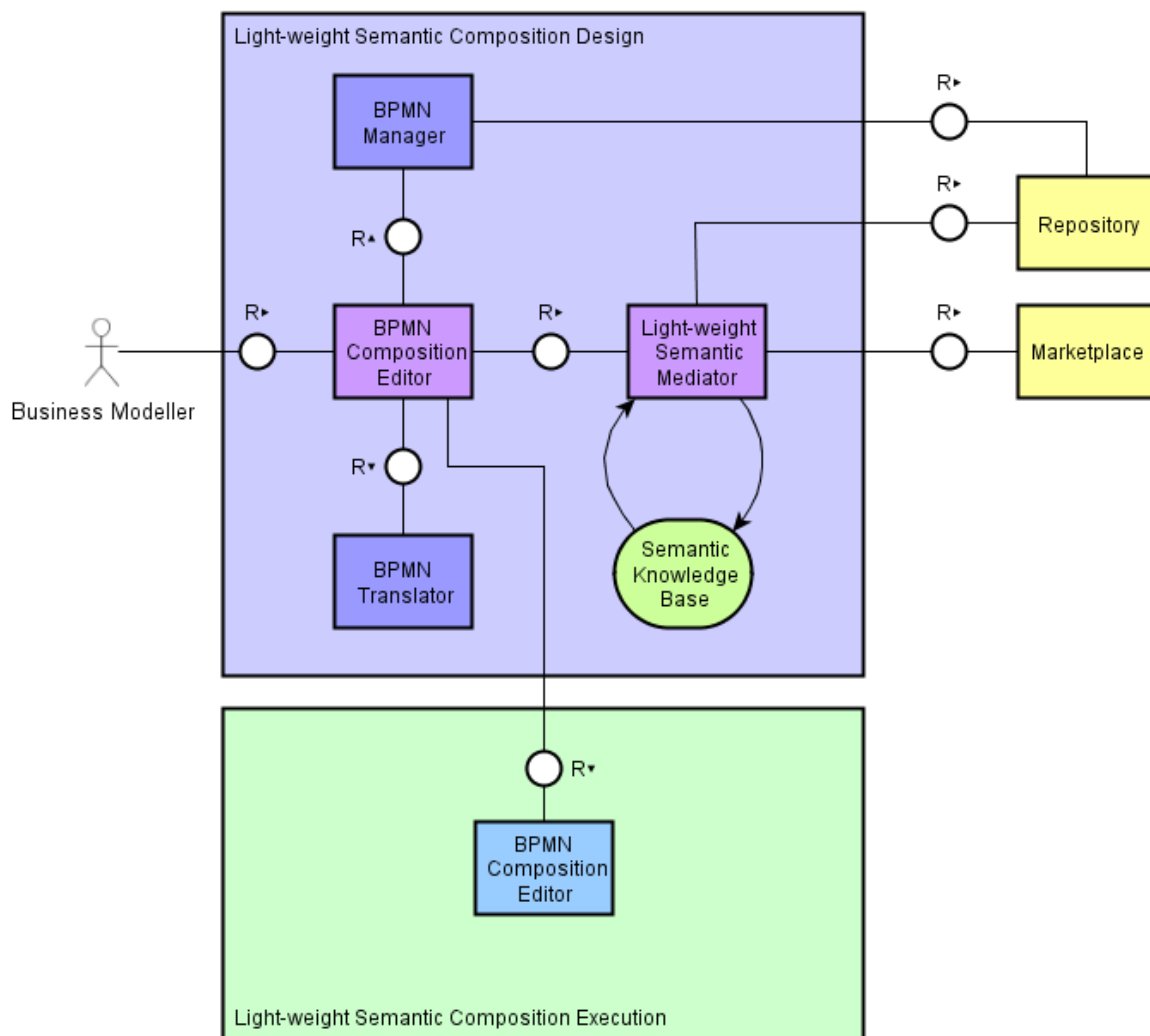 Light-weight Semantic Composition Design
R▸
BPMN
Manager
R▸
Repository
R▴
R▸
BPMN
Composition
Editor
R▸
Light-weight
Semantic
Mediator
R▸
Marketplace
Business Modeller
R▾
BPMN
Translator
Semantic
Knowledge
Base
R▾
BPMN
Composition
Editor
Light-weight Semantic Composition Execution